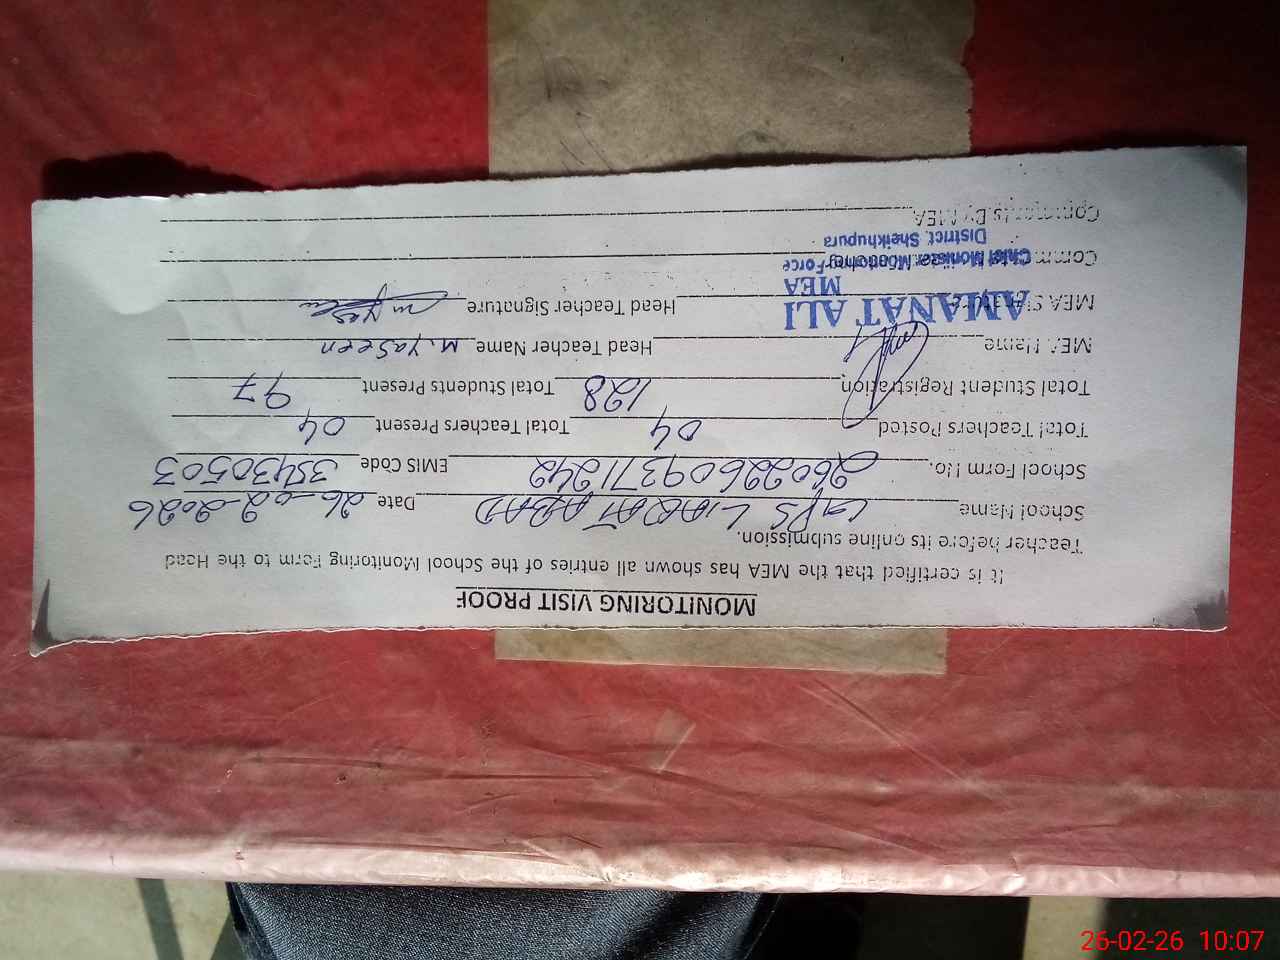 MONITORING VISIT PROOF
It is certified that the MEA has shown all entries of the School Monitoring Form to the Head
Teacher before its online submission.
School Name GPS LIAQAT ABAD Date 26-02-2026
School Form No. 26022609371242 EMIS Code 35430503
Total Teachers Posted 04 Total Teachers Present 04
Total Student Registration 128 Total Students Present 97
MEA Name Head Teacher Name M. Yaseen
MEA Signature Head Teacher Signature
AMANAT ALI
MEA
Chief Minister Monitoring Force
District Sheikhupura
Comments By MEA
26-02-26 10:07